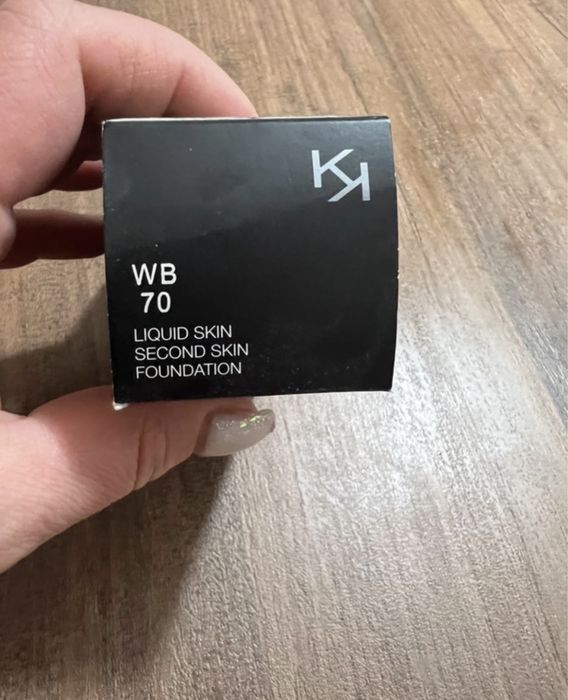 KK
WB
70
LIQUID SKIN
SECOND SKIN
FOUNDATION